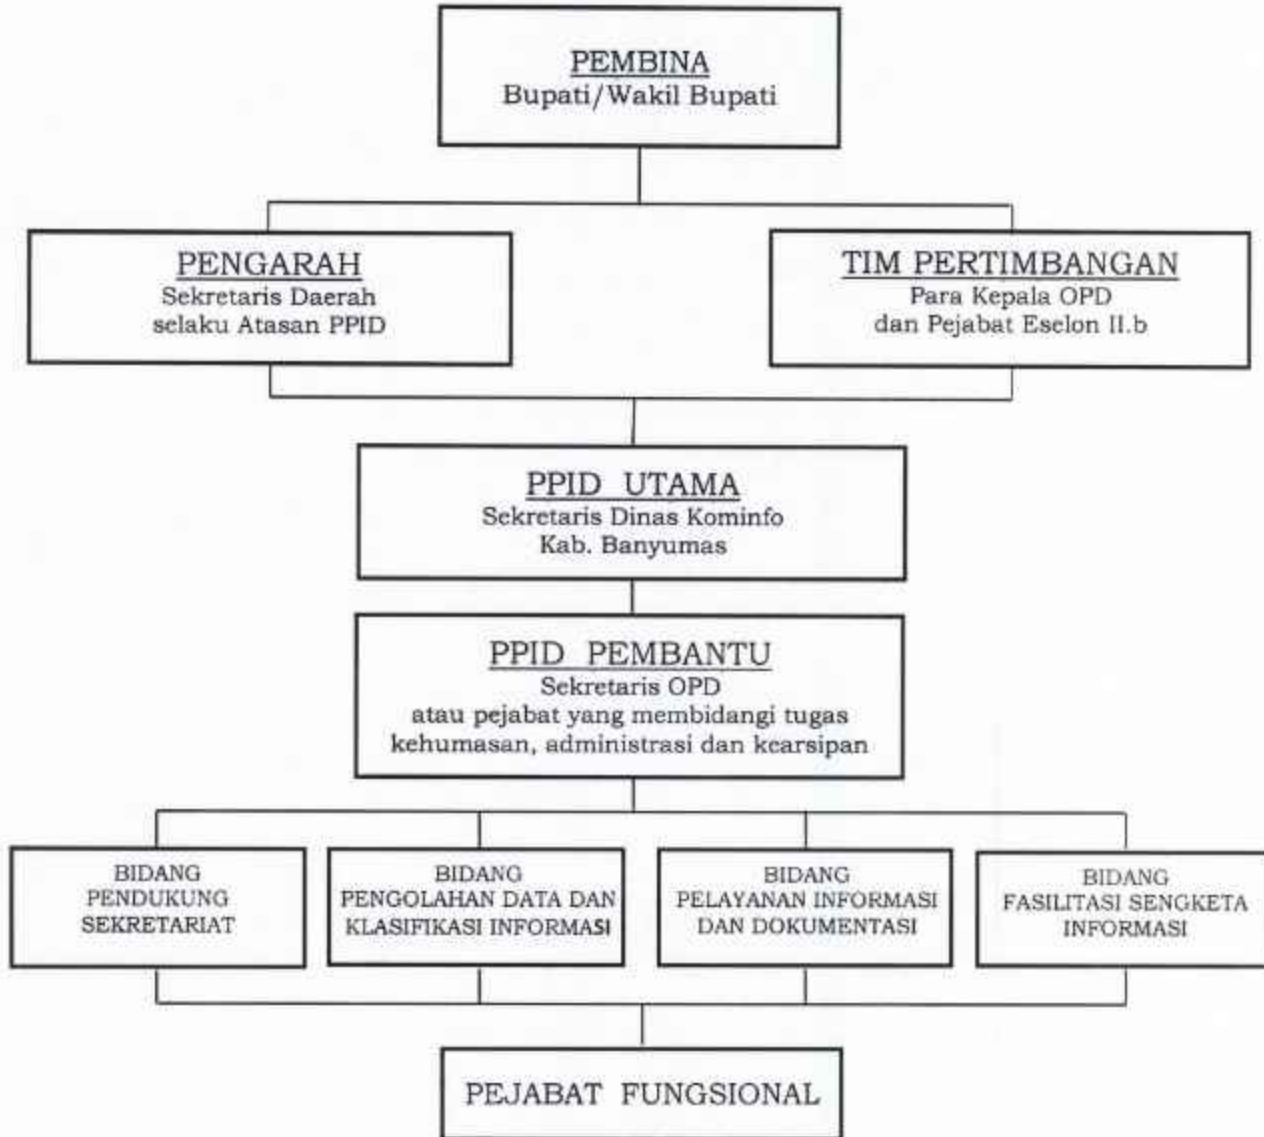 PEMBINA
Bupati/Wakil Bupati
PENGARAH
Sekretaris Daerah
selaku Atasan PPID
TIM PERTIMBANGAN
Para Kepala OPD
dan Pejabat Eselon II.b
PPID UTAMA
Sekretaris Dinas Kominfo
Kab. Banyumas
PPID PEMBANTU
Sekretaris OPD
atau pejabat yang membidangi tugas
kehumasan, administrasi dan kearsipan
BIDANG
PENDUKUNG
SEKRETARIAT
BIDANG
PENGOLAHAN DATA DAN
KLASIFIKASI INFORMASI
BIDANG
PELAYANAN INFORMASI
DAN DOKUMENTASI
BIDANG
FASILITASI SENGKETA
INFORMASI
PEJABAT FUNGSIONAL